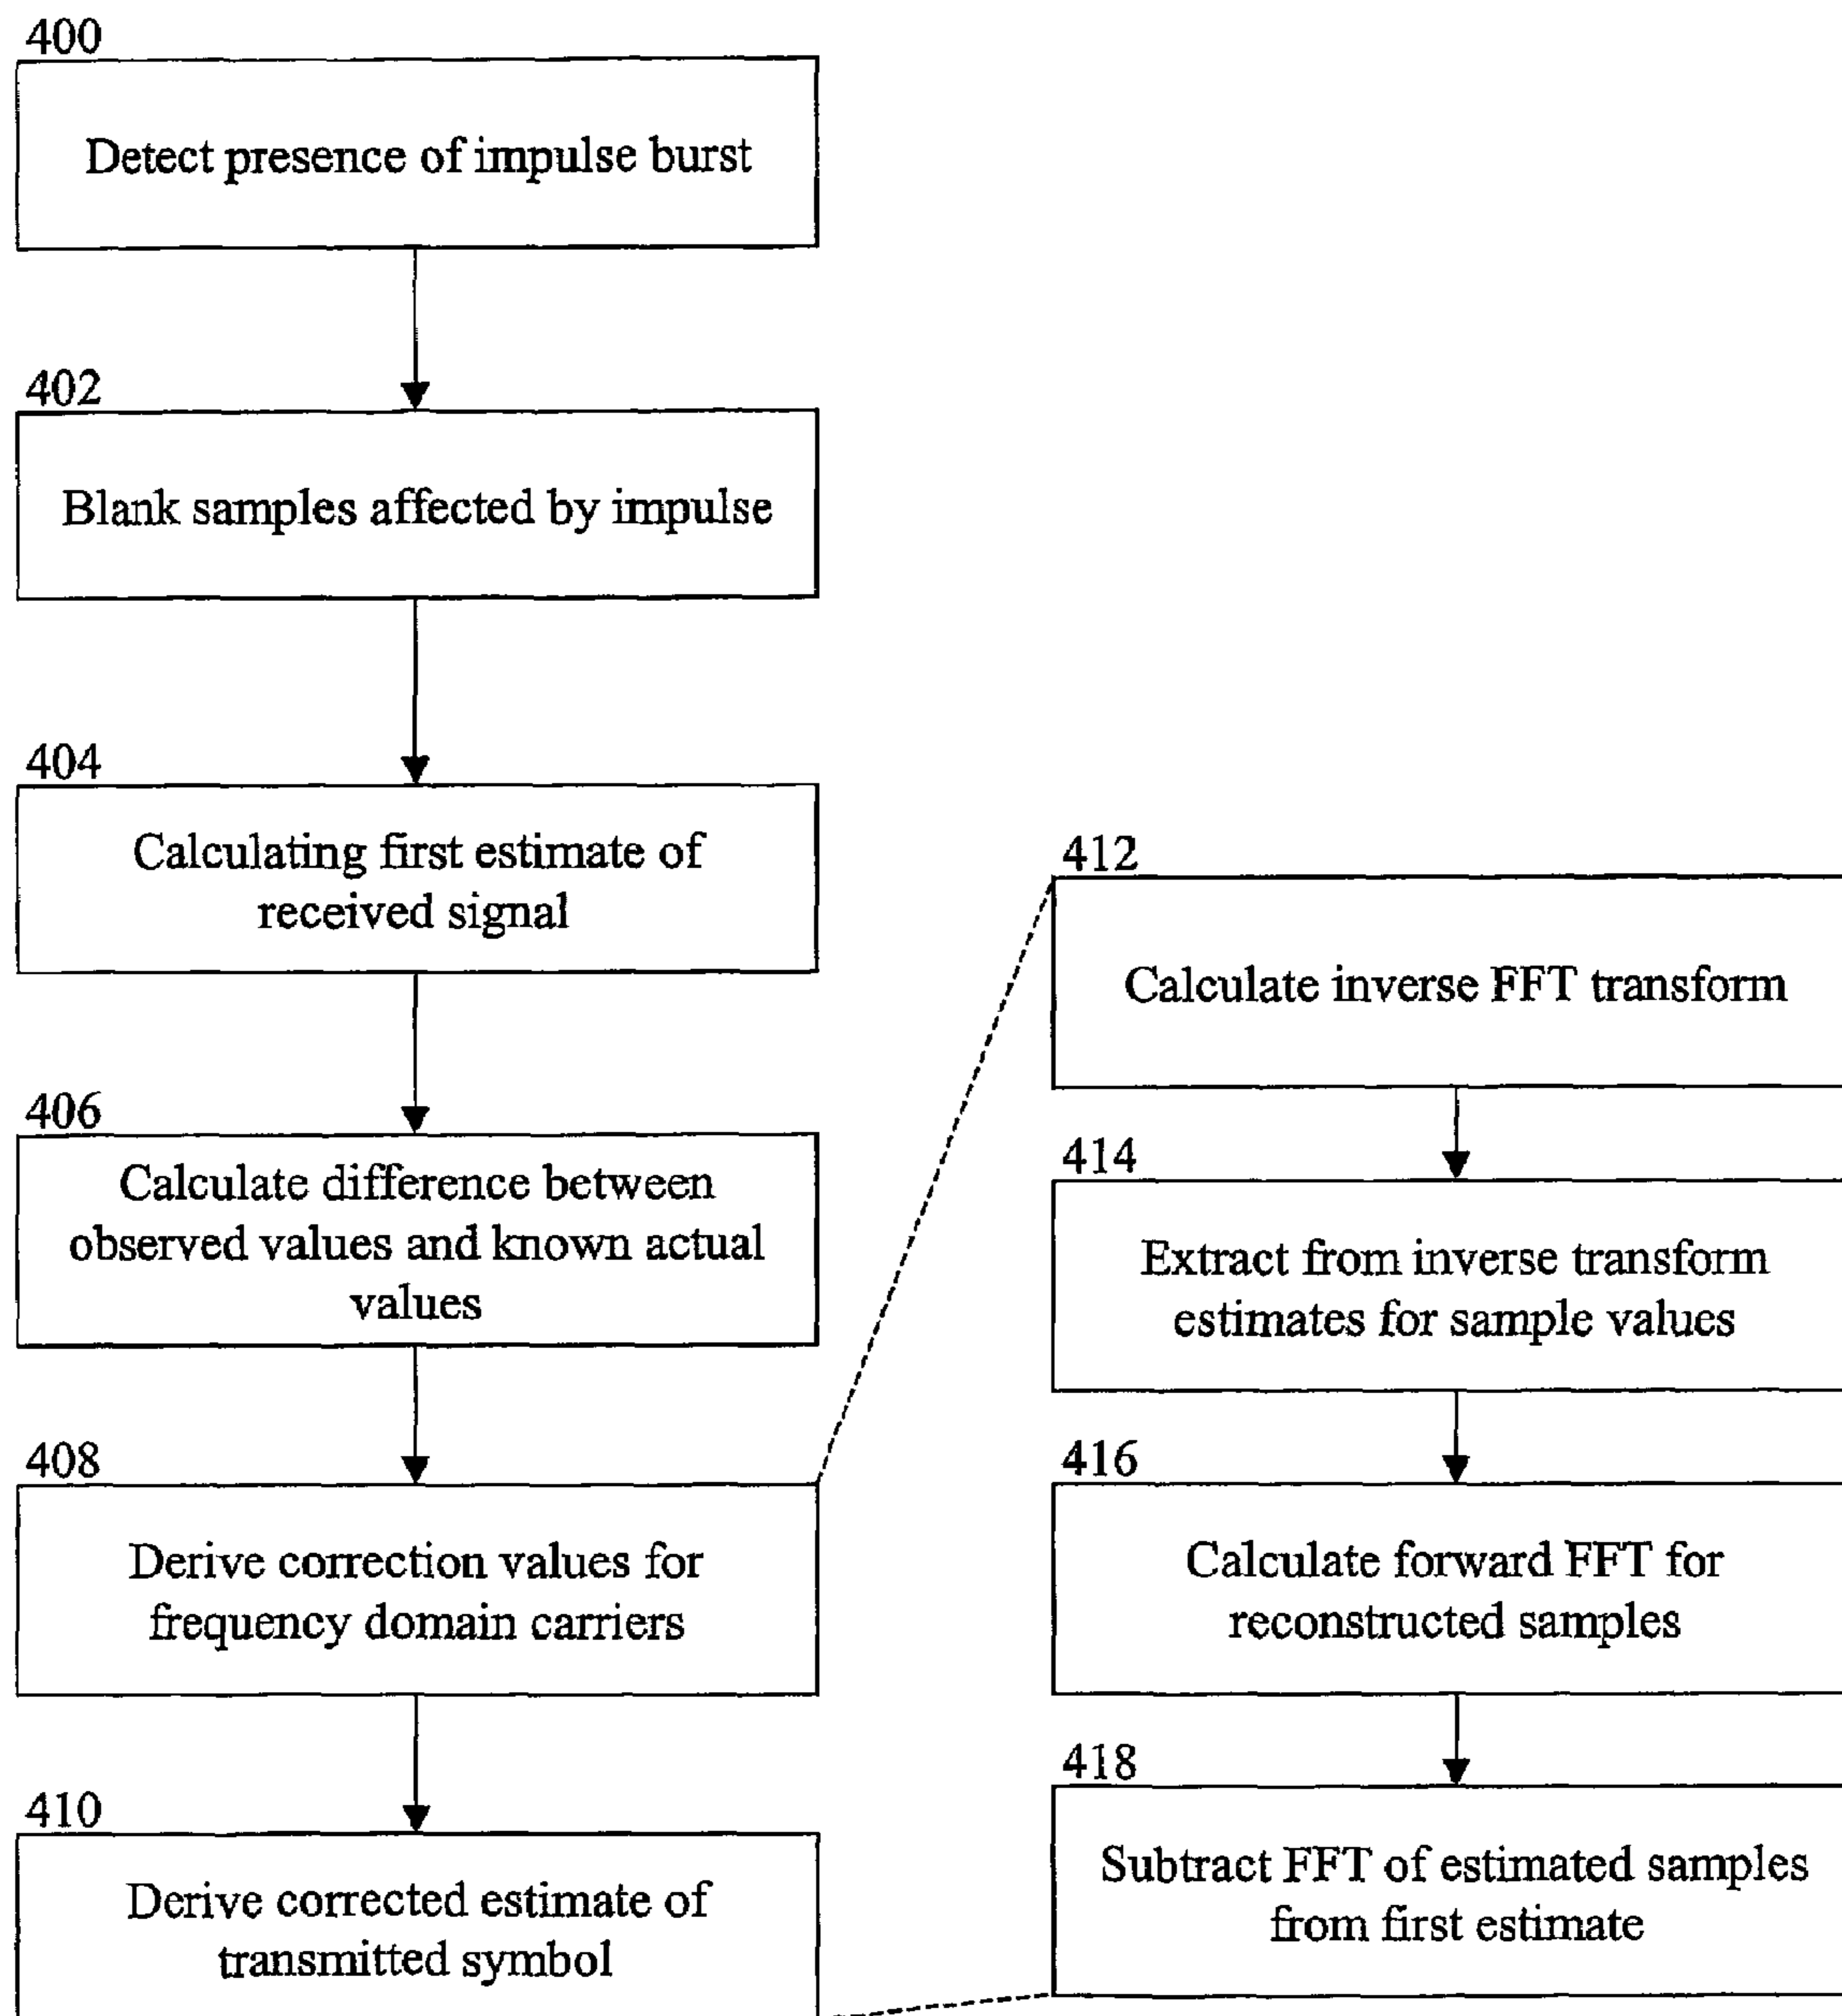 400
Detect presence of impulse burst
402
Blank samples affected by impulse
404
Calculating first estimate of
received signal
406
Calculate difference between
observed values and known actual
values
408
Derive correction values for
frequency domain carriers
410
Derive corrected estimate of
transmitted symbol
412
Calculate inverse FFT transform
414
Extract from inverse transform
estimates for sample values
416
Calculate forward FFT for
reconstructed samples
418
Subtract FFT of estimated samples
from first estimate